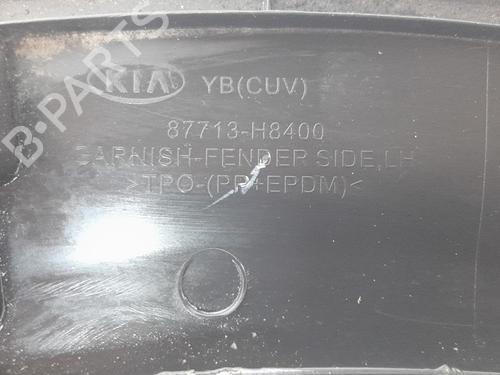 B-PARTS
KIA YB(CUV)
87713-H8400
GARNISH-FENDER SIDE,LH
>TPO-(PP+EPDM)<